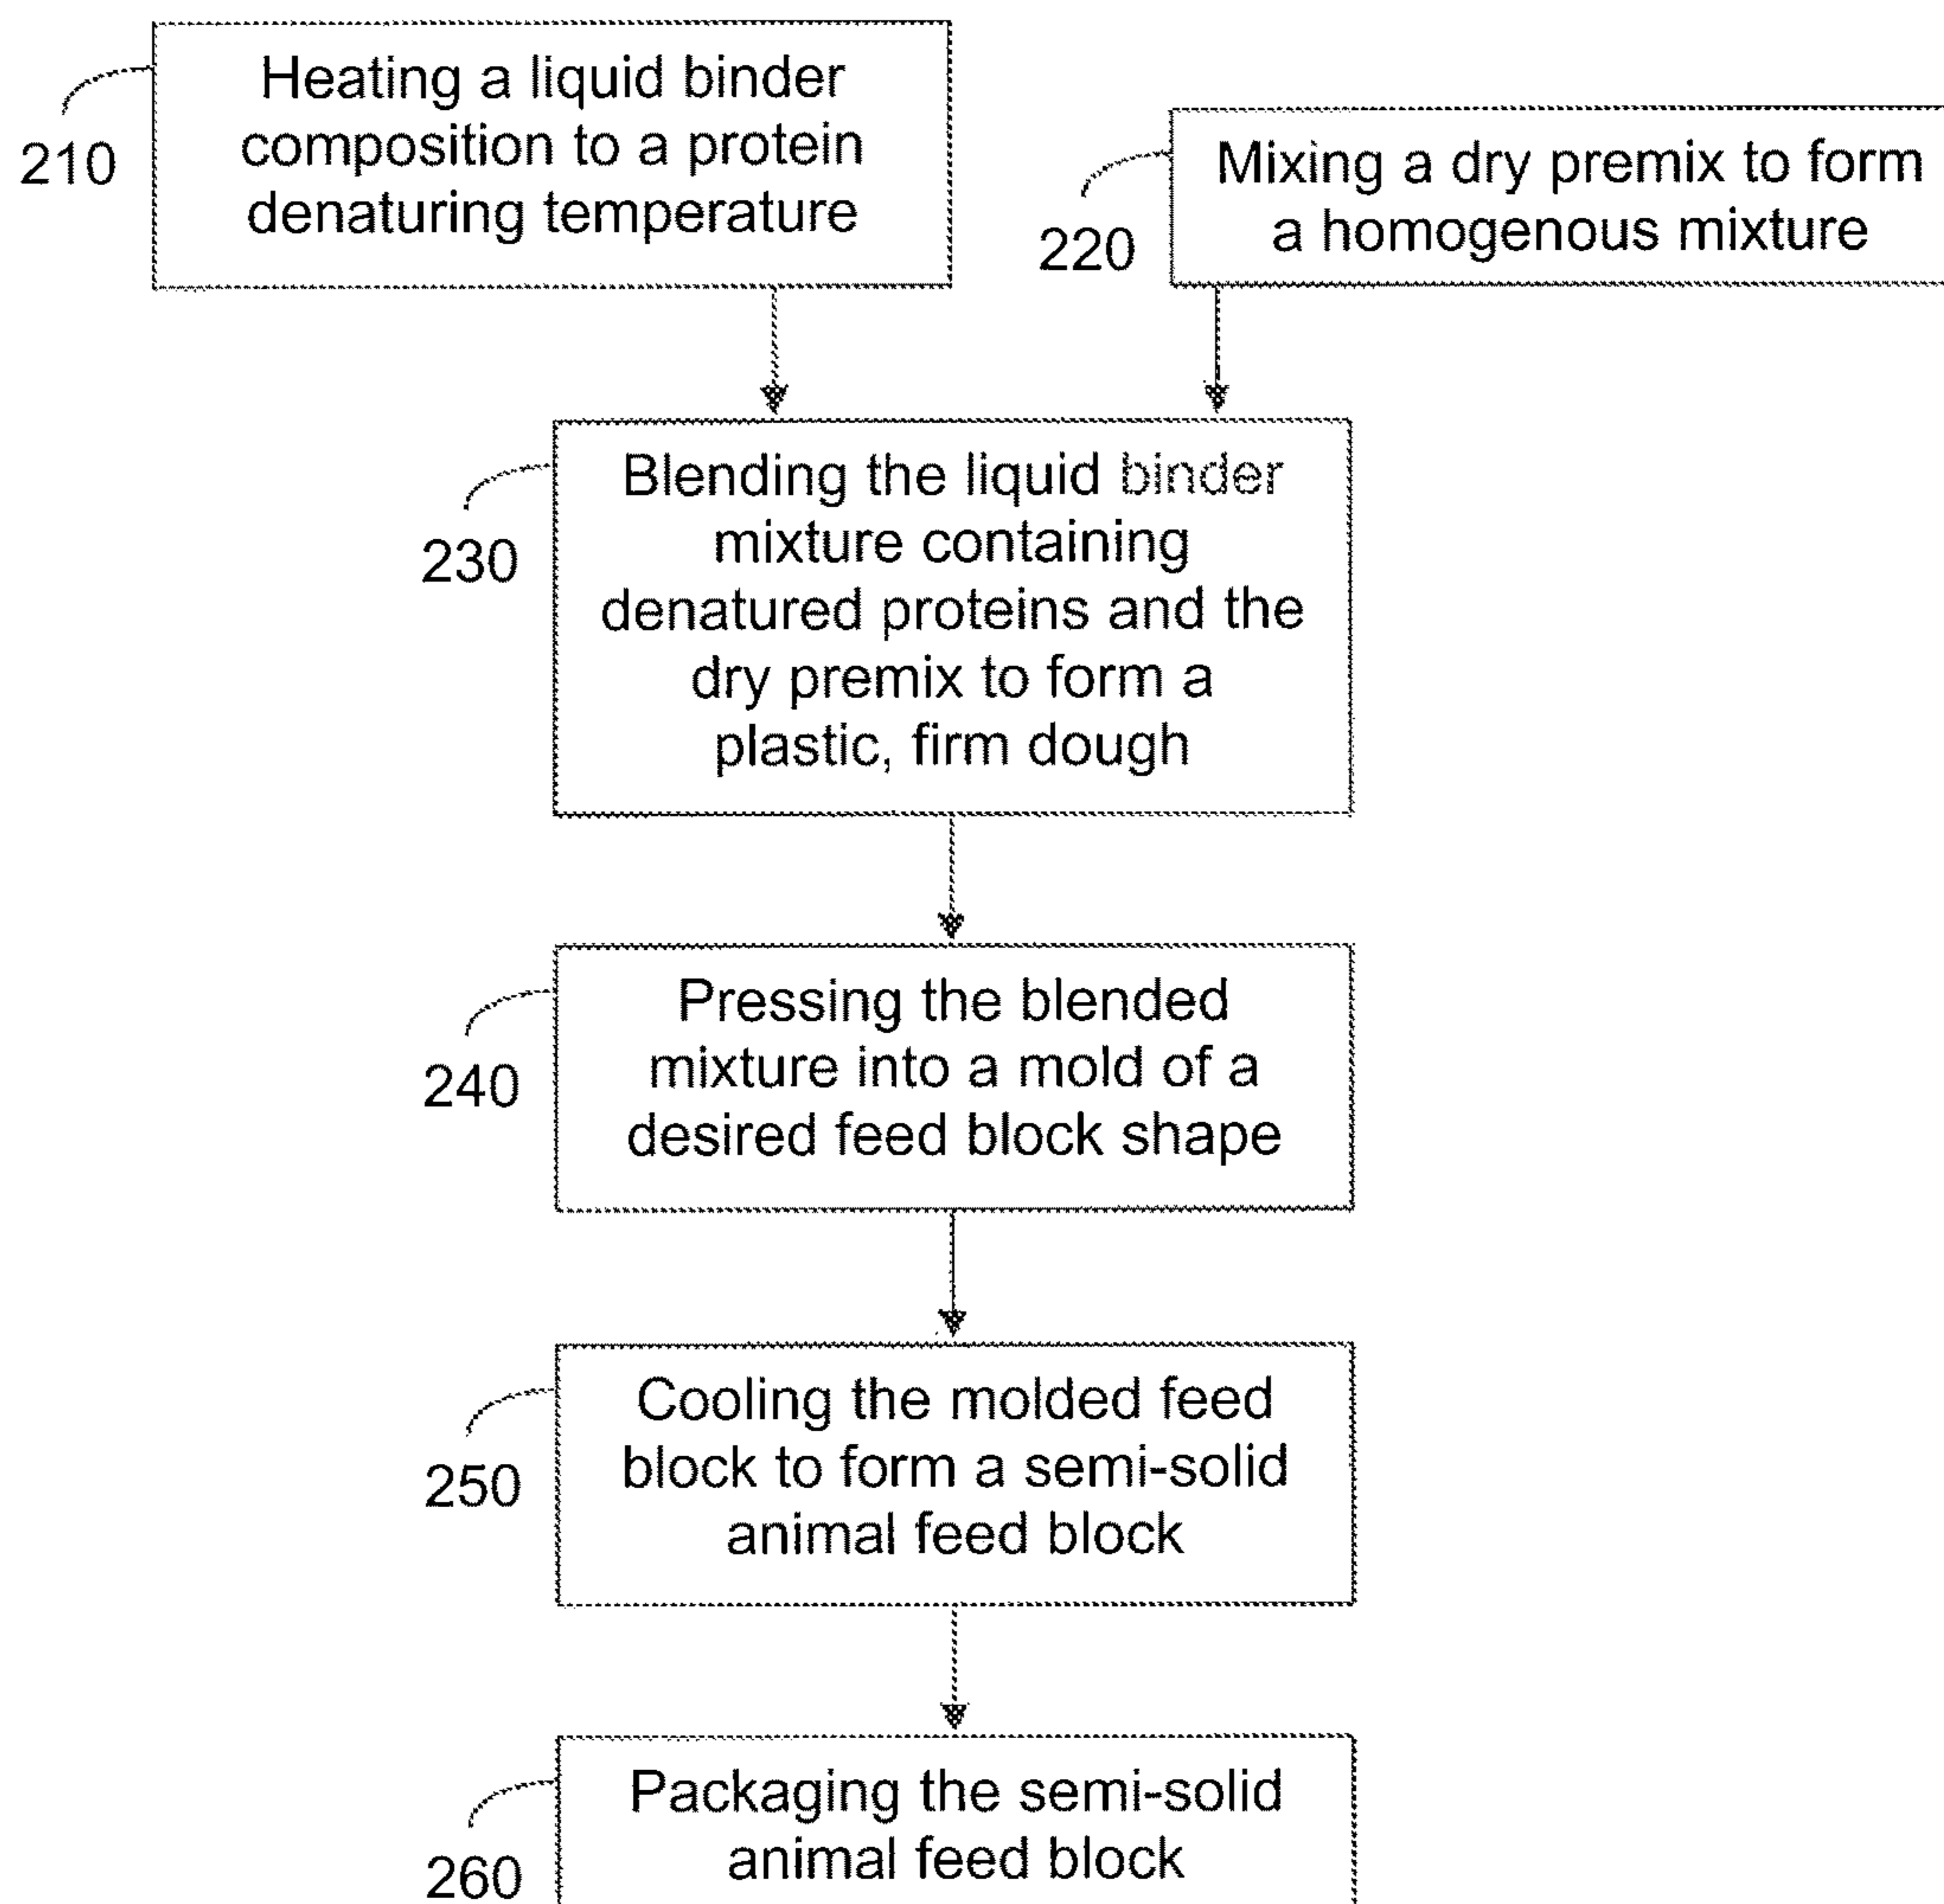 Heating a liquid binder
composition to a protein
denaturing temperature
210
Mixing a dry premix to form
a homogenous mixture
220
Blending the liquid binder
mixture containing
denatured proteins and the
dry premix to form a
plastic, firm dough
230
Pressing the blended
mixture into a mold of a
desired feed block shape
240
Cooling the molded feed
block to form a semi-solid
animal feed block
250
Packaging the semi-solid
animal feed block
260